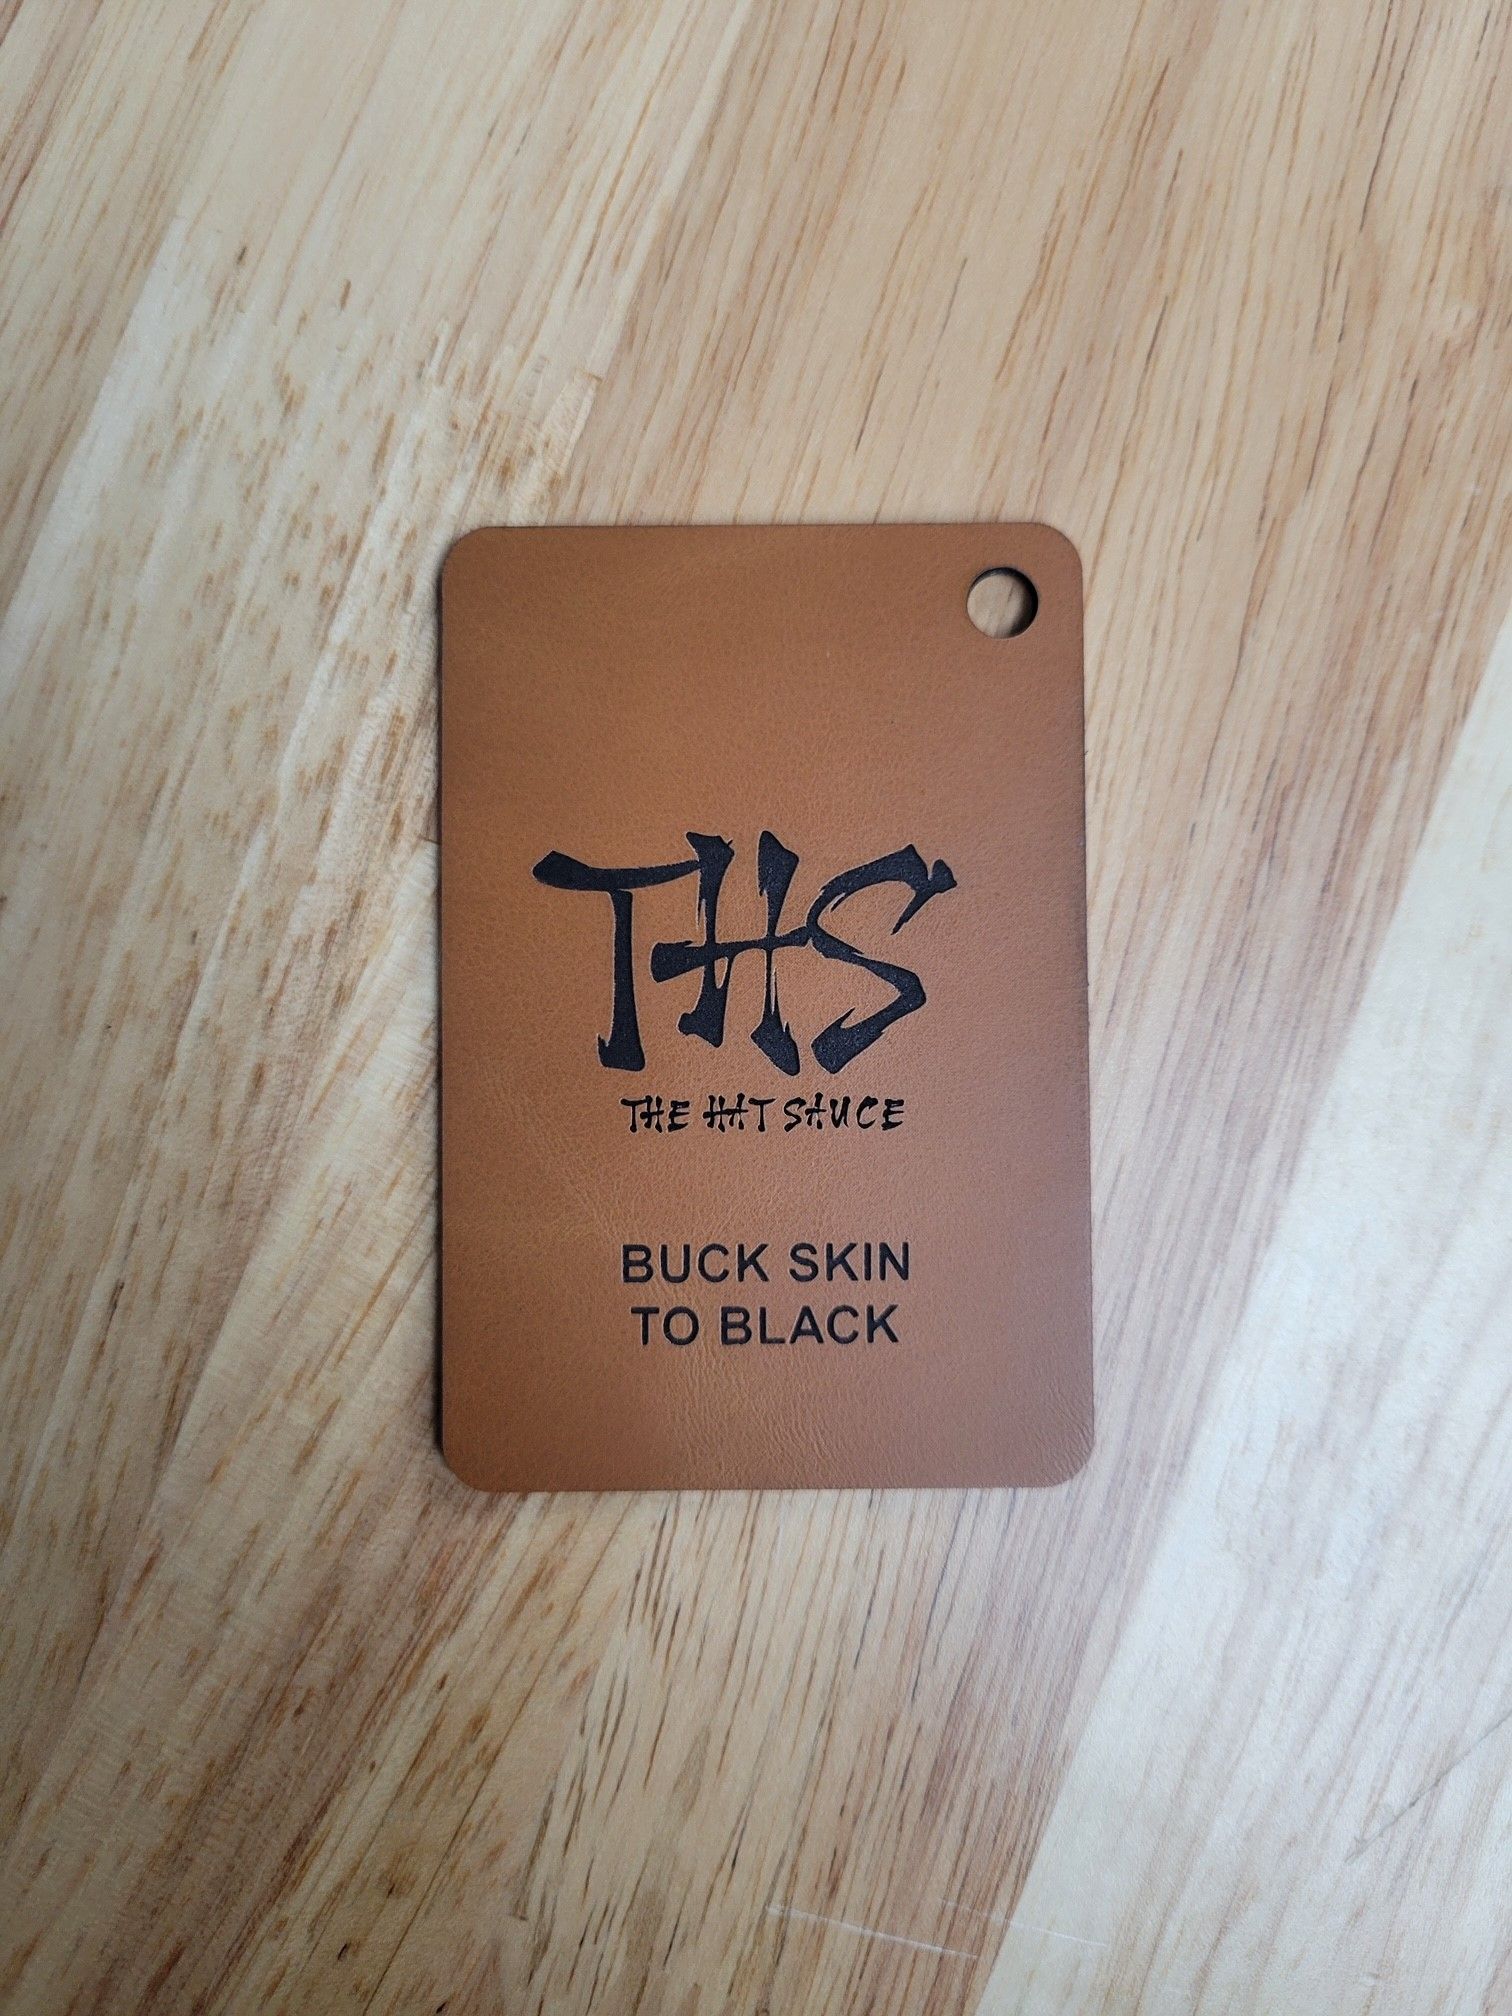 THS
THE HAT SAUCE
BUCK SKIN
TO BLACK